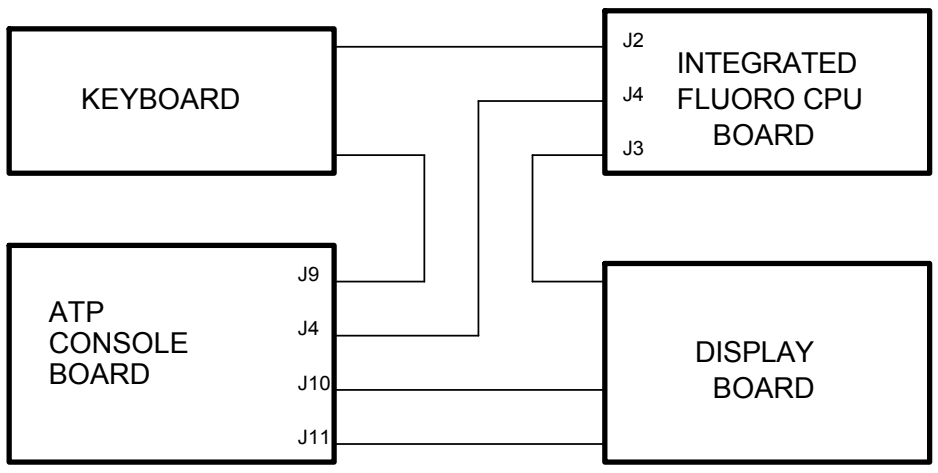 KEYBOARD
J2
J4
J3
INTEGRATED
FLUORO CPU
BOARD
ATP
CONSOLE
BOARD
J9
J4
J10
J11
DISPLAY
BOARD